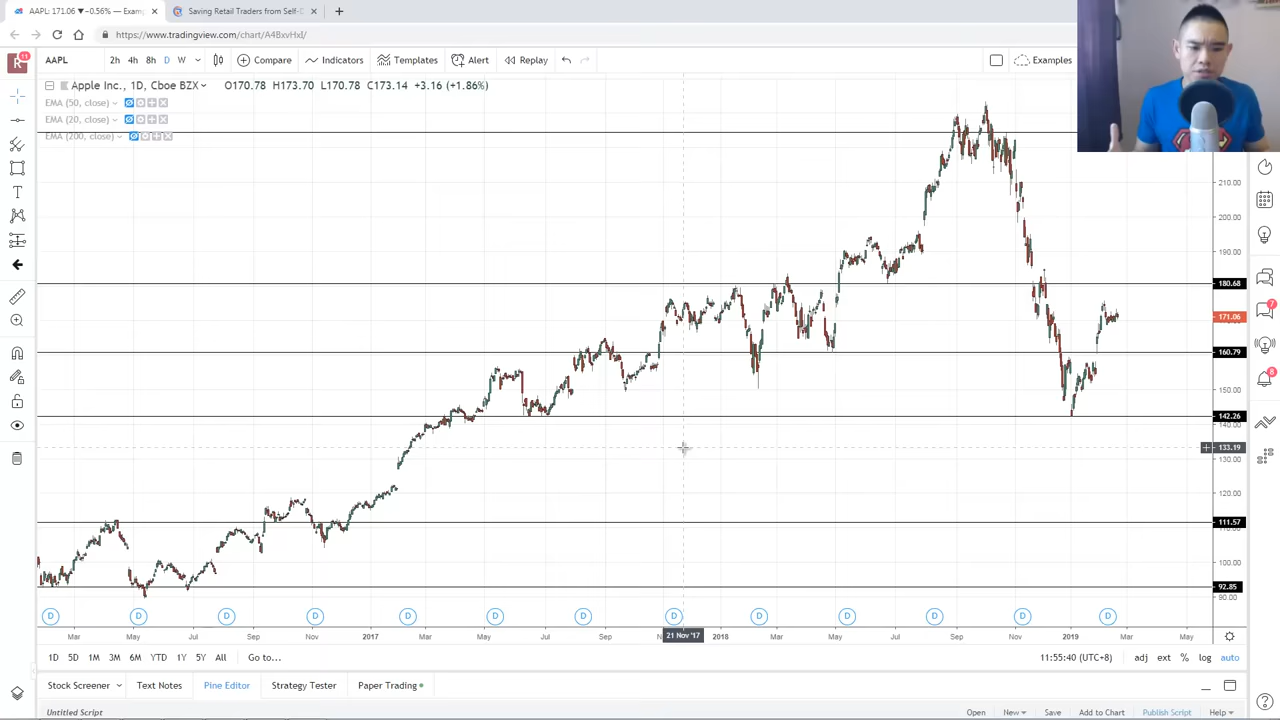 AAPL: 171.06 ▼−0.56% — Exam
Saving Retail Traders from Self-
https://www.tradingview.com/chart/A4BxvHxl/
R 11
AAPL 2h 4h 8h D W Compare Indicators Templates Alert Replay Examples
Apple Inc., 1D, Cboe BZX O170.78 H173.70 L170.78 C173.14 +3.16 (+1.86%)
EMA (50, close)
EMA (20, close)
EMA (200, close)
210.00
200.00
190.00
180.68
171.06
160.79
150.00
142.26
140.00
133.19
130.00
120.00
111.57
100.00
92.85
90.00
7
8
D D D D D D D D D D D D D
Mar May Jul Sep Nov 2017 Mar May Jul Sep 21 Nov '17 2018 Mar May Jul Sep Nov 2019 Mar May
1D 5D 1M 3M 6M YTD 1Y 5Y All Go to... 11:55:40 (UTC+8) adj ext % log auto
Stock Screener Text Notes Pine Editor Strategy Tester Paper Trading
Untitled Script Open New Save Add to Chart Publish Script Help